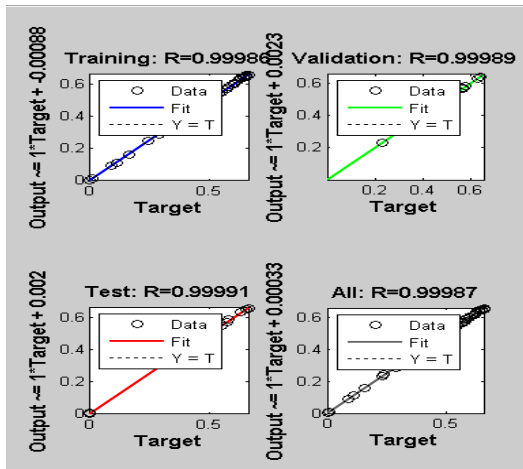 Training: R=0.99986
Output ~= 1*Target + -0.00088
Data
Fit
Y = T
0.6
0.4
0.2
0
0
0.5
Target
Validation: R=0.99989
Output ~= 1*Target + 0.0023
Data
Fit
Y = T
0.6
0.4
0.2
0.2
0.4
0.6
Target
Test: R=0.99991
Output ~= 1*Target + 0.002
Data
Fit
Y = T
0.6
0.4
0.2
0
0
0.5
Target
All: R=0.99987
Output ~= 1*Target + 0.00033
Data
Fit
Y = T
0.6
0.4
0.2
0
0
0.5
Target